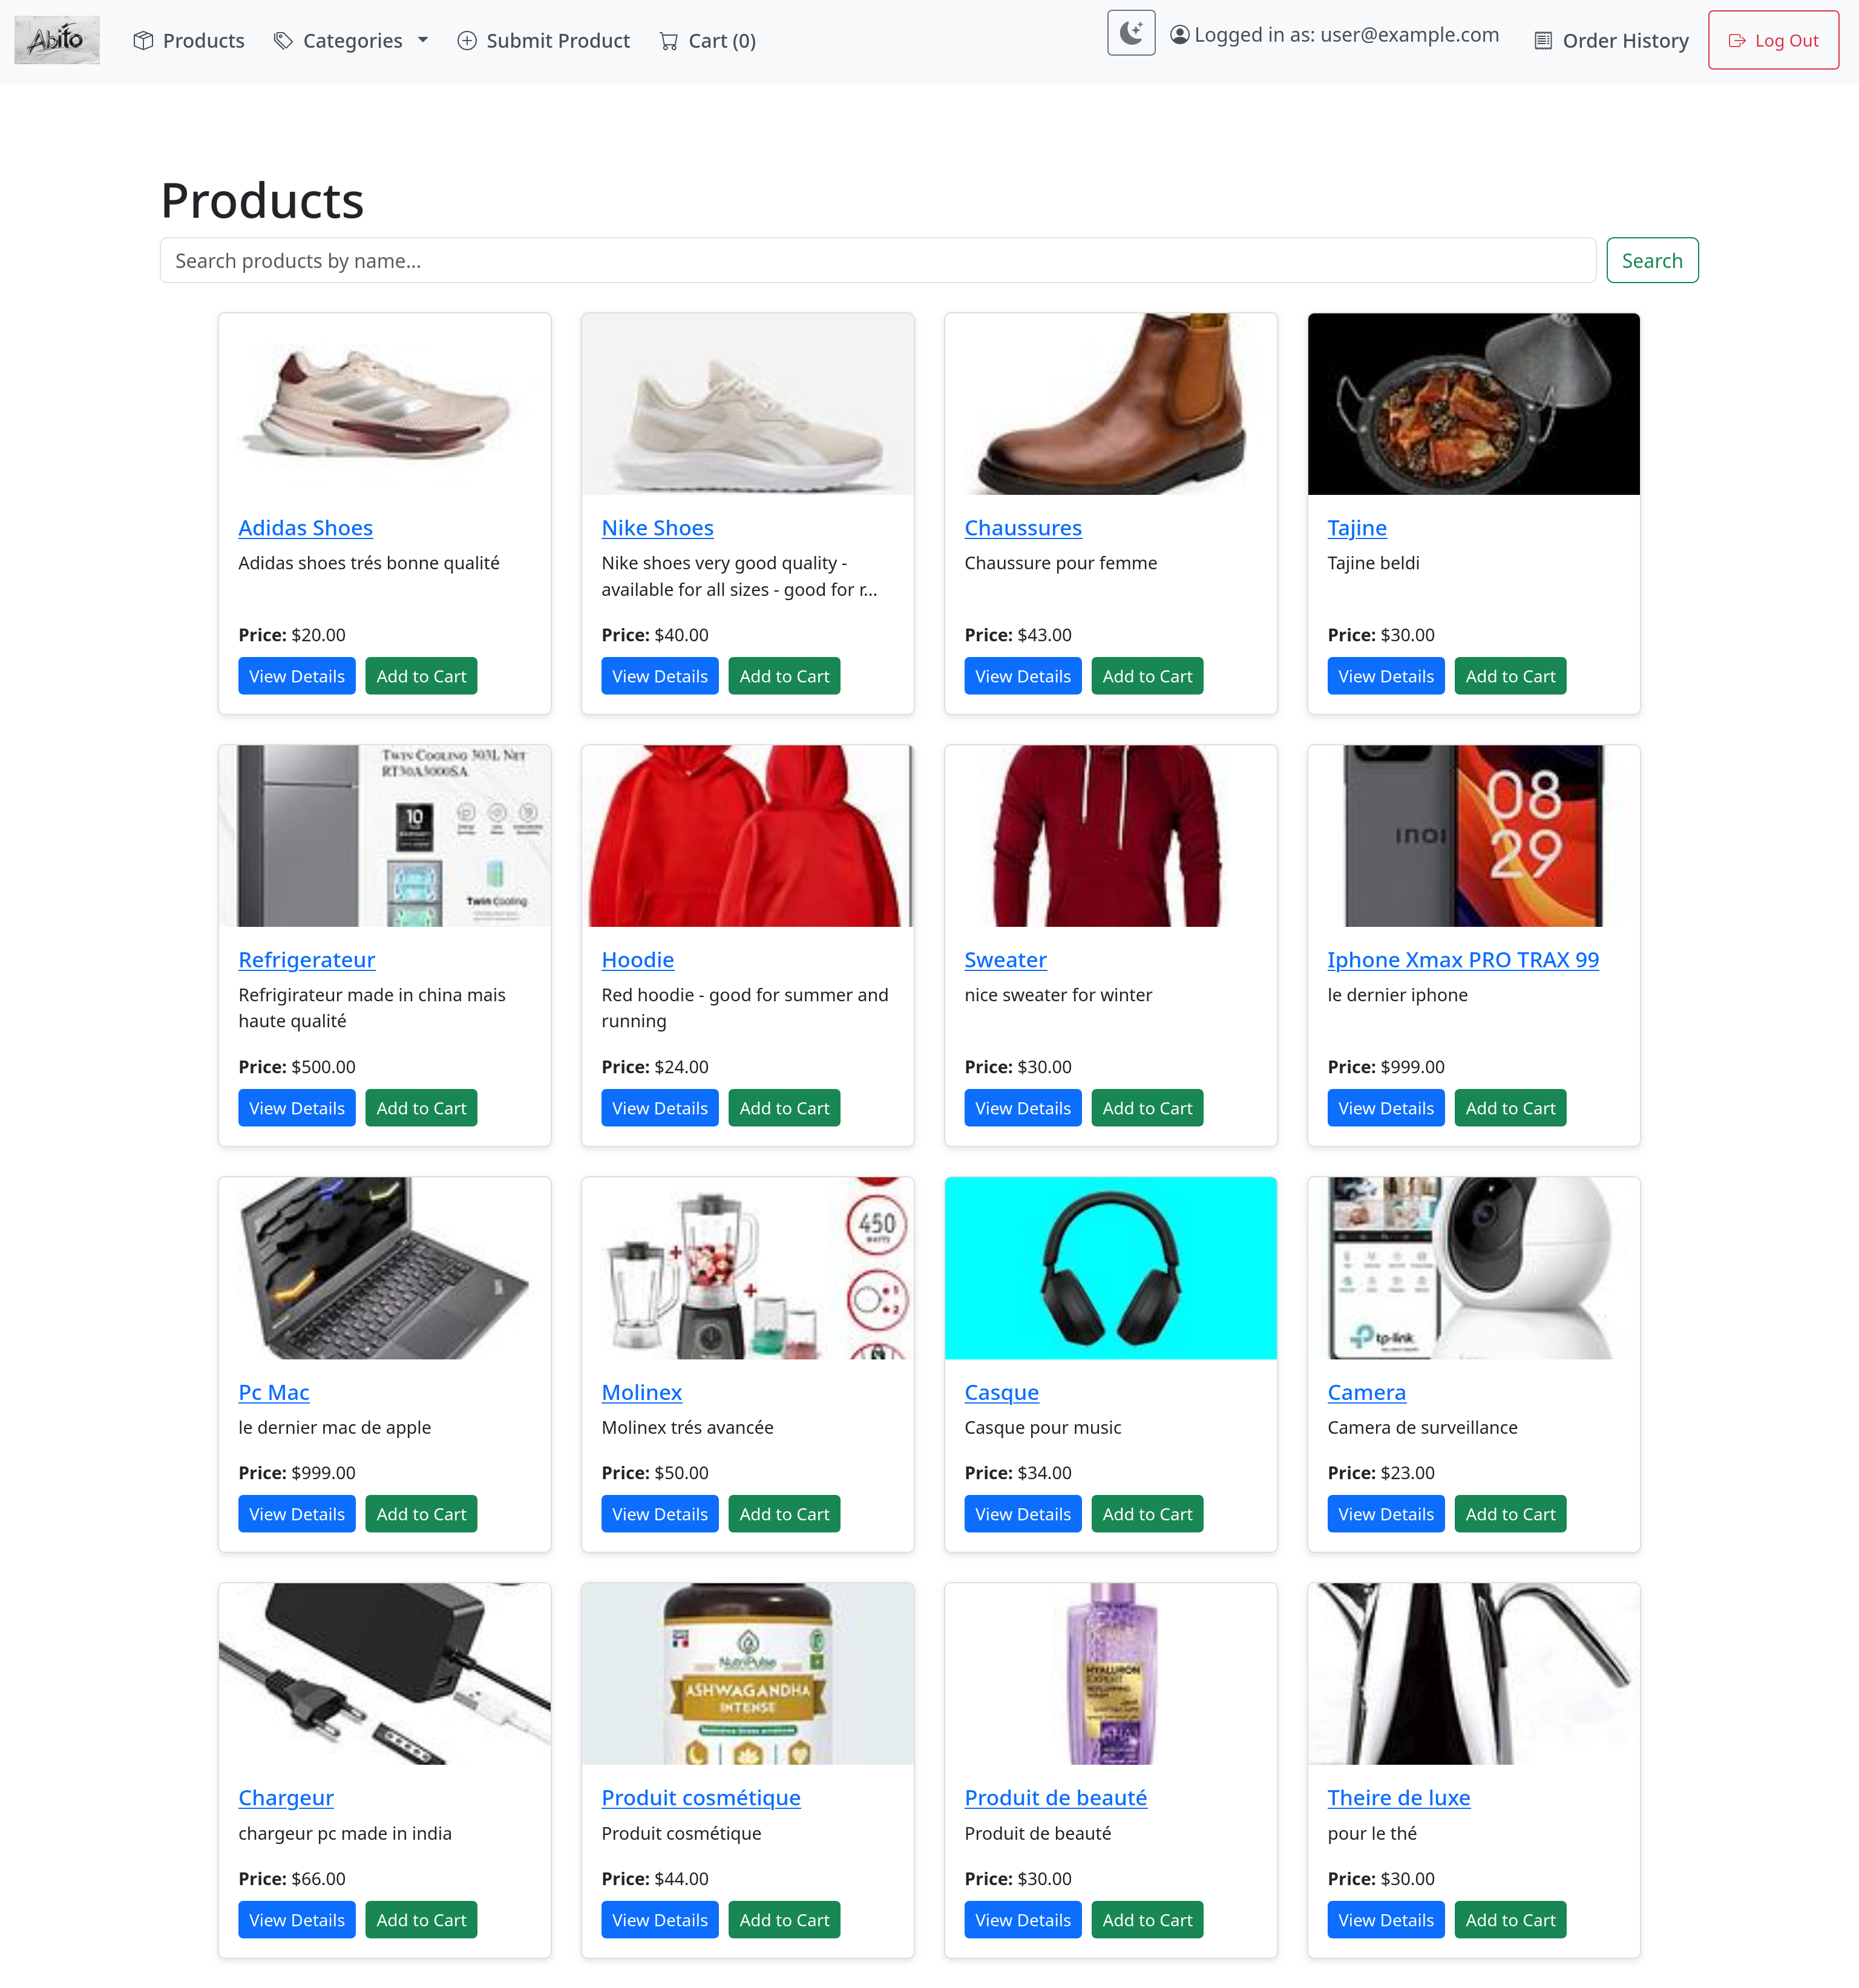 Abito
Products
Categories
Submit Product
Cart (0)
Logged in as: user@example.com
Order History
Log Out
Products
Search products by name...
Search
Adidas Shoes
Adidas shoes trés bonne qualité
Price: $20.00
View Details
Add to Cart
Nike Shoes
Nike shoes very good quality -
available for all sizes - good for r...
Price: $40.00
View Details
Add to Cart
Chaussures
Chaussure pour femme
Price: $43.00
View Details
Add to Cart
Tajine
Tajine beldi
Price: $30.00
View Details
Add to Cart
TWIN COOLING 303L NET
RT30A3000SA
10
Twin Cooling
Refrigerateur
Refrigirateur made in china mais
haute qualité
Price: $500.00
View Details
Add to Cart
Hoodie
Red hoodie - good for summer and
running
Price: $24.00
View Details
Add to Cart
Sweater
nice sweater for winter
Price: $30.00
View Details
Add to Cart
INOI
08
29
Iphone Xmax PRO TRAX 99
le dernier iphone
Price: $999.00
View Details
Add to Cart
Pc Mac
le dernier mac de apple
Price: $999.00
View Details
Add to Cart
450
WATTS
Molinex
Molinex trés avancée
Price: $50.00
View Details
Add to Cart
Casque
Casque pour music
Price: $34.00
View Details
Add to Cart
tp-link
Camera
Camera de surveillance
Price: $23.00
View Details
Add to Cart
Chargeur
chargeur pc made in india
Price: $66.00
View Details
Add to Cart
NutriPulse
ASHWAGANDHA
INTENSE
Produit cosmétique
Produit cosmétique
Price: $44.00
View Details
Add to Cart
HYALURON
EXPERT
Produit de beauté
Produit de beauté
Price: $30.00
View Details
Add to Cart
Theire de luxe
pour le thé
Price: $30.00
View Details
Add to Cart